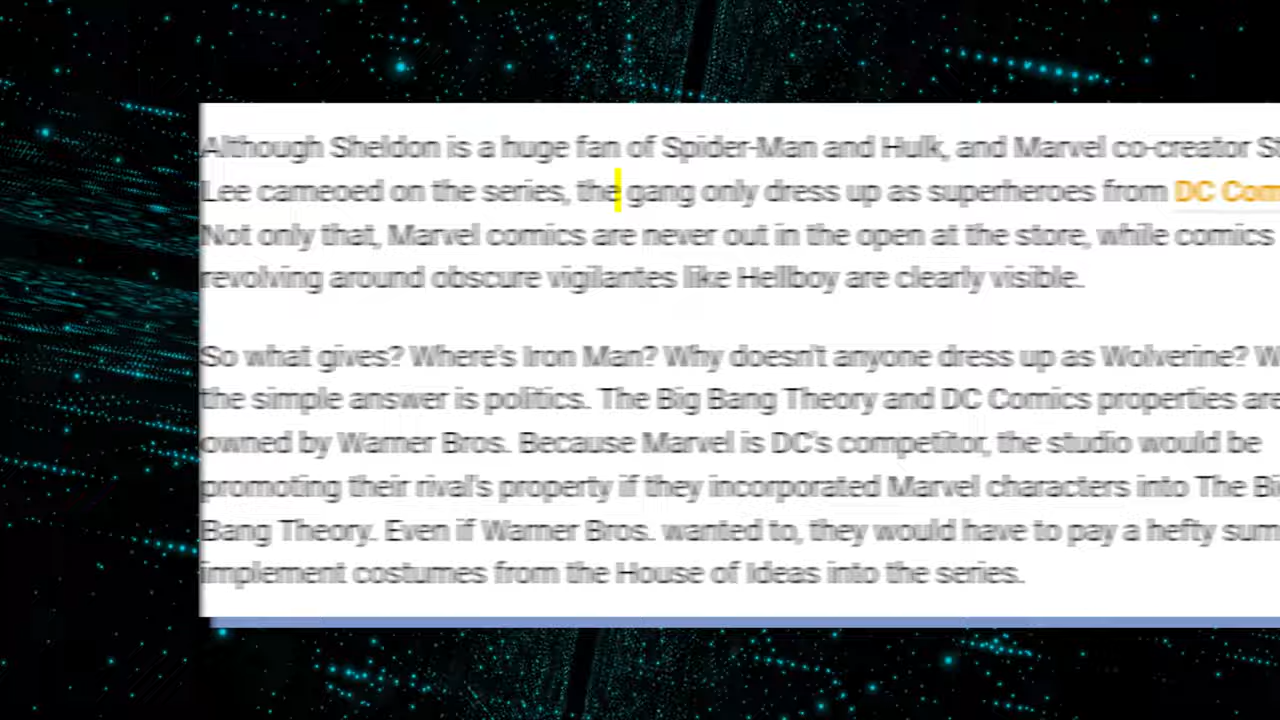 Although Sheldon is a huge fan of Spider-Man and Hulk, and Marvel co-creator
Lee cameoed on the series, the gang only dress up as superheroes from DC
Not only that, Marvel comics are never out in the open at the store, while comics
revolving around obscure vigilantes like Hellboy are clearly visible.
So what gives? Where's Iron Man? Why doesn't anyone dress up as Wolverine?
the simple answer is politics. The Big Bang Theory and DC Comics properties are
owned by Warner Bros. Because Marvel is DC's competitor, the studio would be
promoting their rival's property if they incorporated Marvel characters into The
Bang Theory. Even if Warner Bros. wanted to, they would have to pay a hefty sum
implement costumes from the House of Ideas into the series.